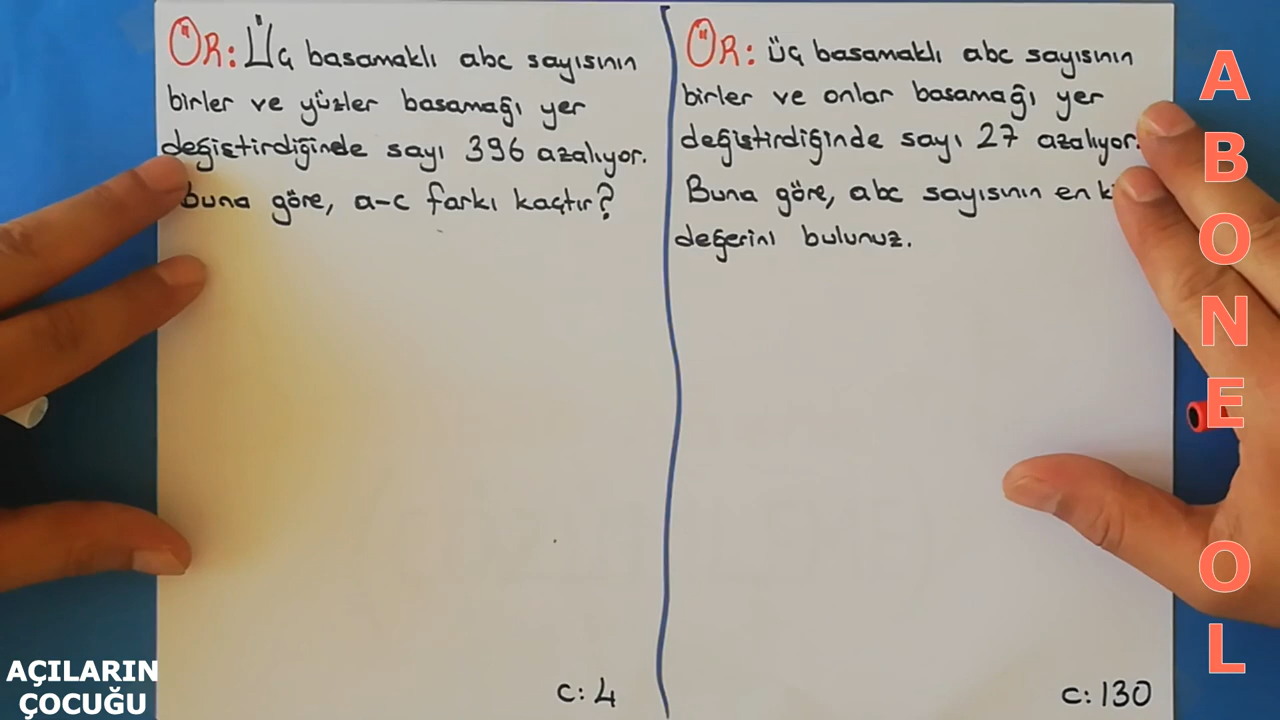 ÖR: Üç basamaklı abc sayısının
birler ve yüzler basamağı yer
değiştirdiğinde sayı 396 azalıyor.
buna göre, a-c farkı kaçtır?
C: 4
ÖR: üç basamaklı abc sayısının
birler ve onlar basamağı yer
değiştirdiğinde sayı 27 azalıyor.
Buna göre, abc sayısının en
değerini bulunuz.
C: 130
ABONE OL
AÇILARIN
ÇOCUĞU